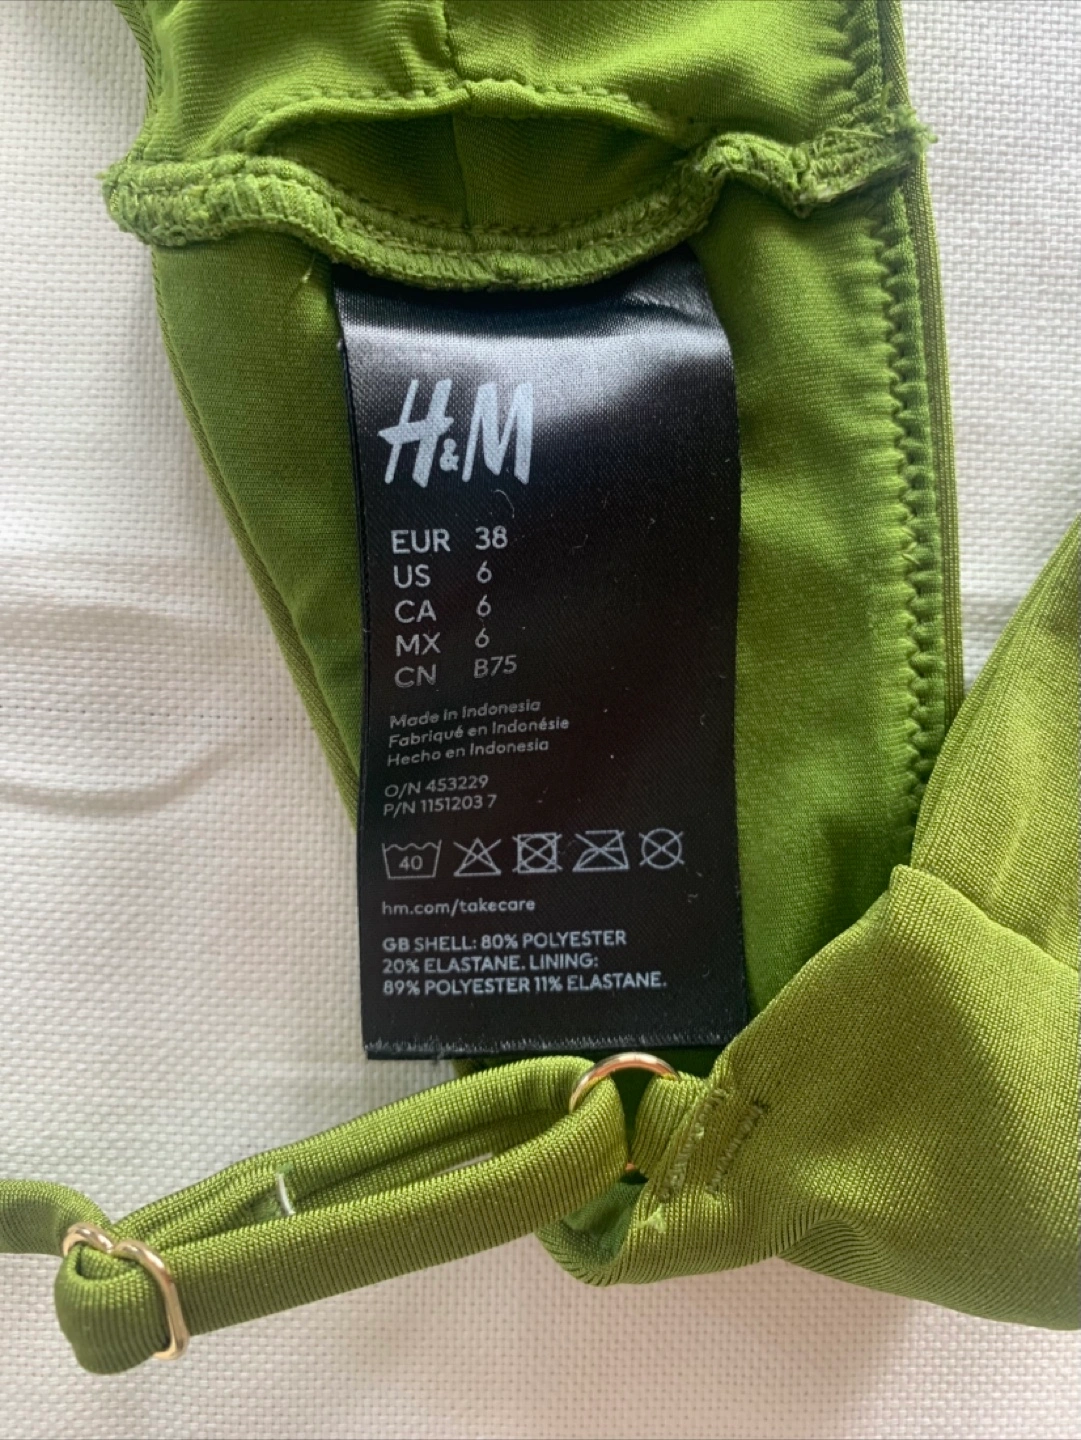 H&M
EUR 38
US 6
CA 6
MX 6
CN B75
Made in Indonesia
Fabriqué en Indonésie
Hecho en Indonesia
O/N 453229
P/N 1151203 7
40
hm.com/takecare
GB SHELL: 80% POLYESTER
20% ELASTANE. LINING:
89% POLYESTER 11% ELASTANE.